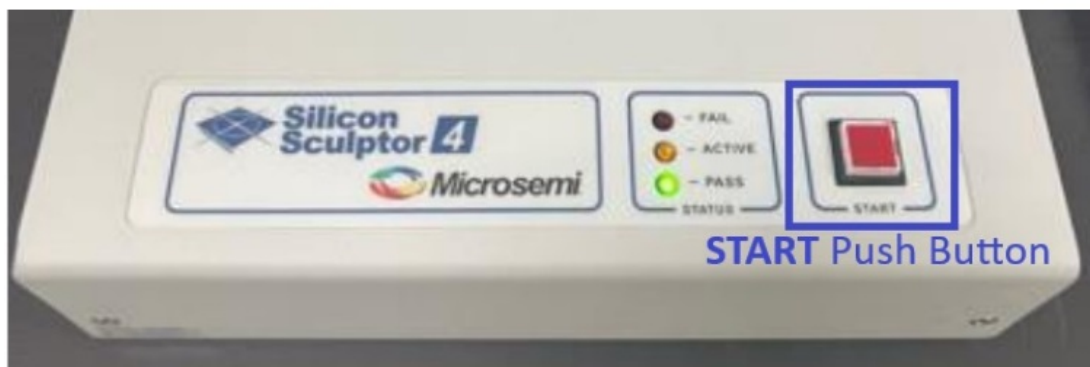 Silicon
Sculptor 4
Microsemi
- FAIL
- ACTIVE
- PASS
STATUS
START
START Push Button